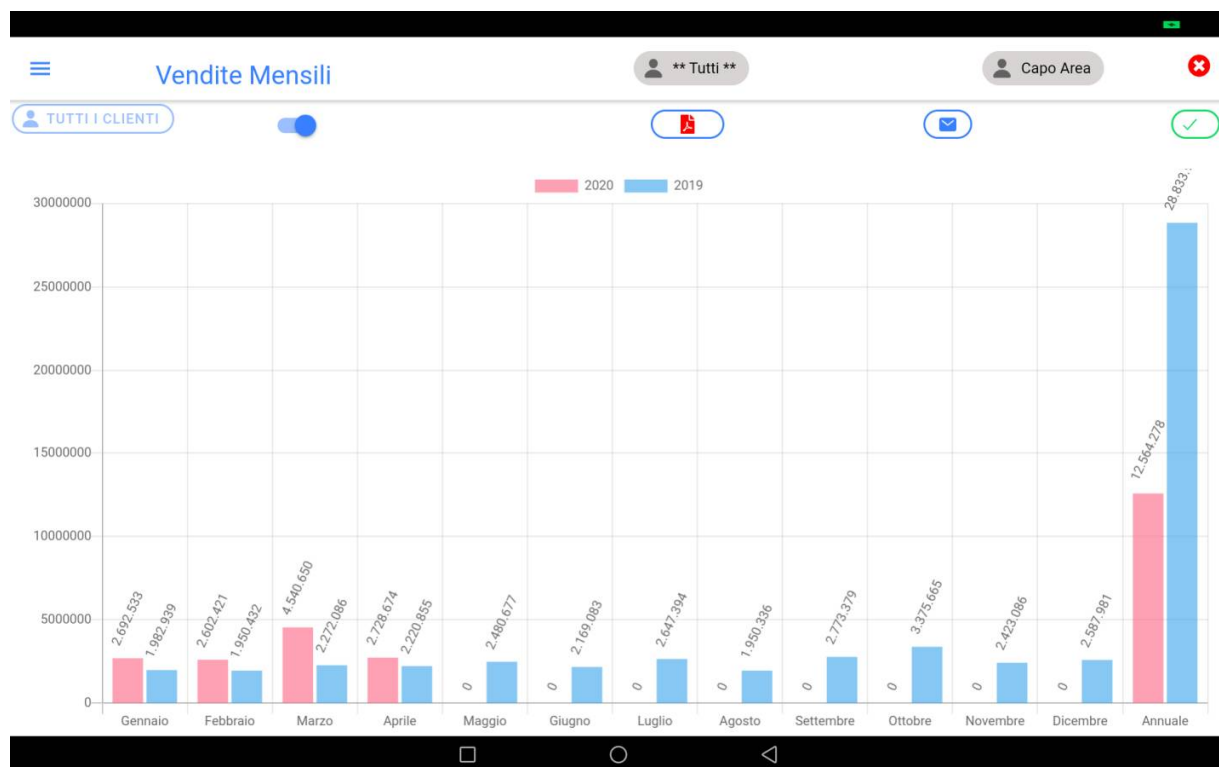 Vendite Mensili
** Tutti **
Capo Area
TUTTI I CLIENTI
2020
2019
30000000
25000000
20000000
15000000
10000000
5000000
0
2.692.533
1.982.939
2.602.421
1.950.432
4.540.650
2.272.086
2.728.674
2.220.855
0
2.480.677
0
2.169.083
0
2.647.394
0
1.950.336
0
2.773.379
0
3.375.665
0
2.423.086
0
2.587.981
12.564.278
28.833.
Gennaio
Febbraio
Marzo
Aprile
Maggio
Giugno
Luglio
Agosto
Settembre
Ottobre
Novembre
Dicembre
Annuale